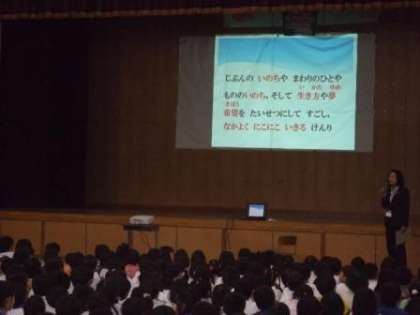 じぶんの いのちや まわりのひとや
もののいのち、そして 生き方や夢
希望を たいせつにして すごし、
なかよく にこにこ いきる けんり